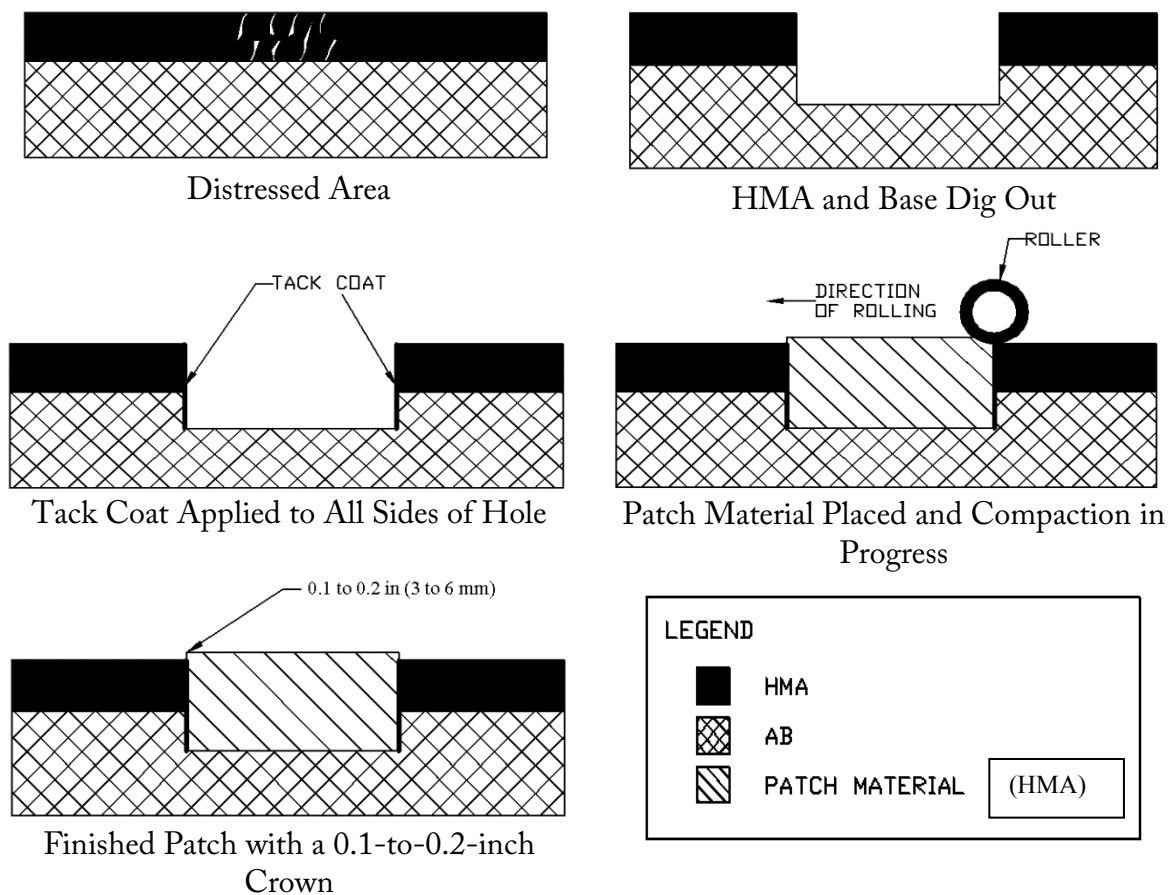 Distressed Area
HMA and Base Dig Out
TACK COAT
Tack Coat Applied to All Sides of Hole
ROLLER
DIRECTION
OF ROLLING
Patch Material Placed and Compaction in
Progress
0.1 to 0.2 in (3 to 6 mm)
Finished Patch with a 0.1-to-0.2-inch
Crown
LEGEND
HMA
AB
PATCH MATERIAL (HMA)